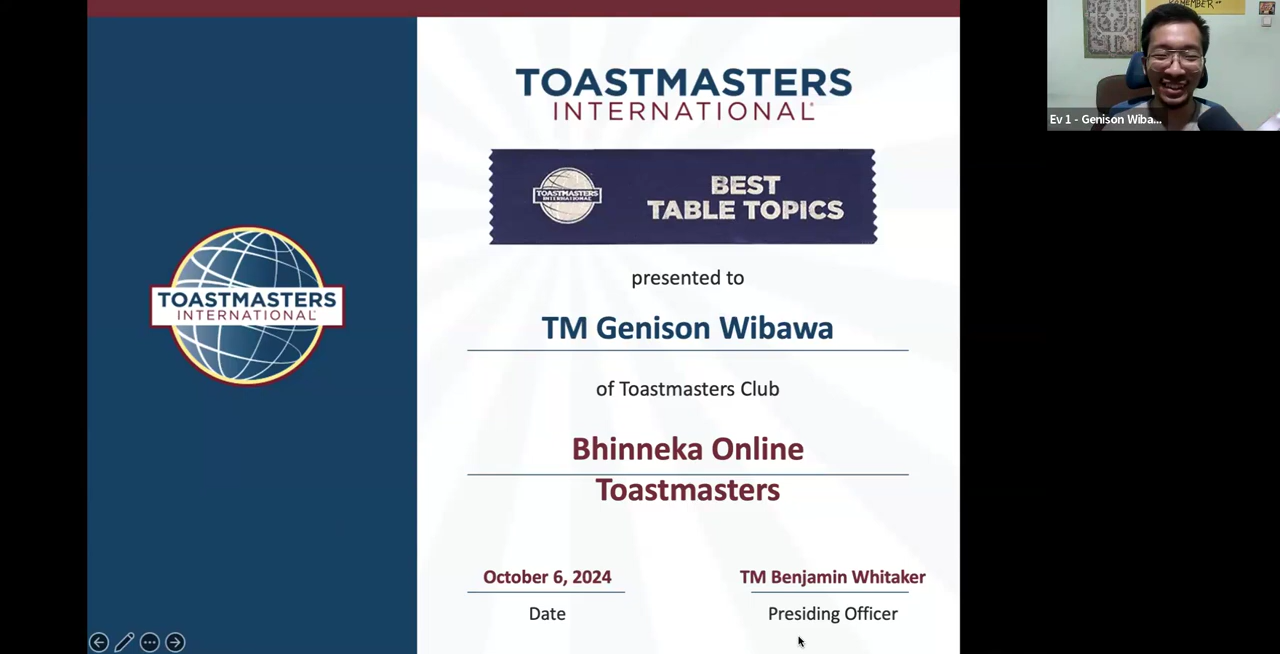 TOASTMASTERS
INTERNATIONAL
TOASTMASTERS
INTERNATIONAL
BEST
TABLE TOPICS
presented to
TM Genison Wibawa
of Toastmasters Club
Bhinneka Online
Toastmasters
October 6, 2024
Date
TM Benjamin Whitaker
Presiding Officer
TOASTMASTERS
INTERNATIONAL
REMEMBER
Ev 1 - Genison Wiba...